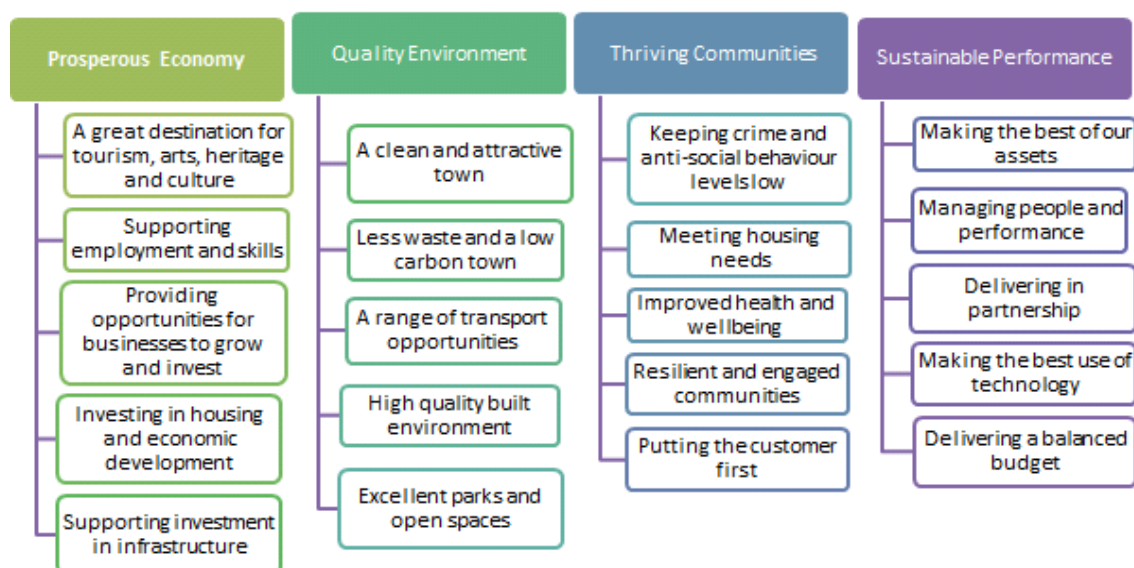 Prosperous Economy
A great destination for
tourism, arts, heritage
and culture
Supporting
employment and skills
Providing
opportunities for
businesses to grow
and invest
Investing in housing
and economic
development
Supporting investment
in infrastructure
Quality Environment
A clean and attractive
town
Less waste and a low
carbon town
A range of transport
opportunities
High quality built
environment
Excellent parks and
open spaces
Thriving Communities
Keeping crime and
anti-social behaviour
levels low
Meeting housing
needs
Improved health and
wellbeing
Resilient and engaged
communities
Putting the customer
first
Sustainable Performance
Making the best of our
assets
Managing people and
performance
Delivering in
partnership
Making the best use of
technology
Delivering a balanced
budget